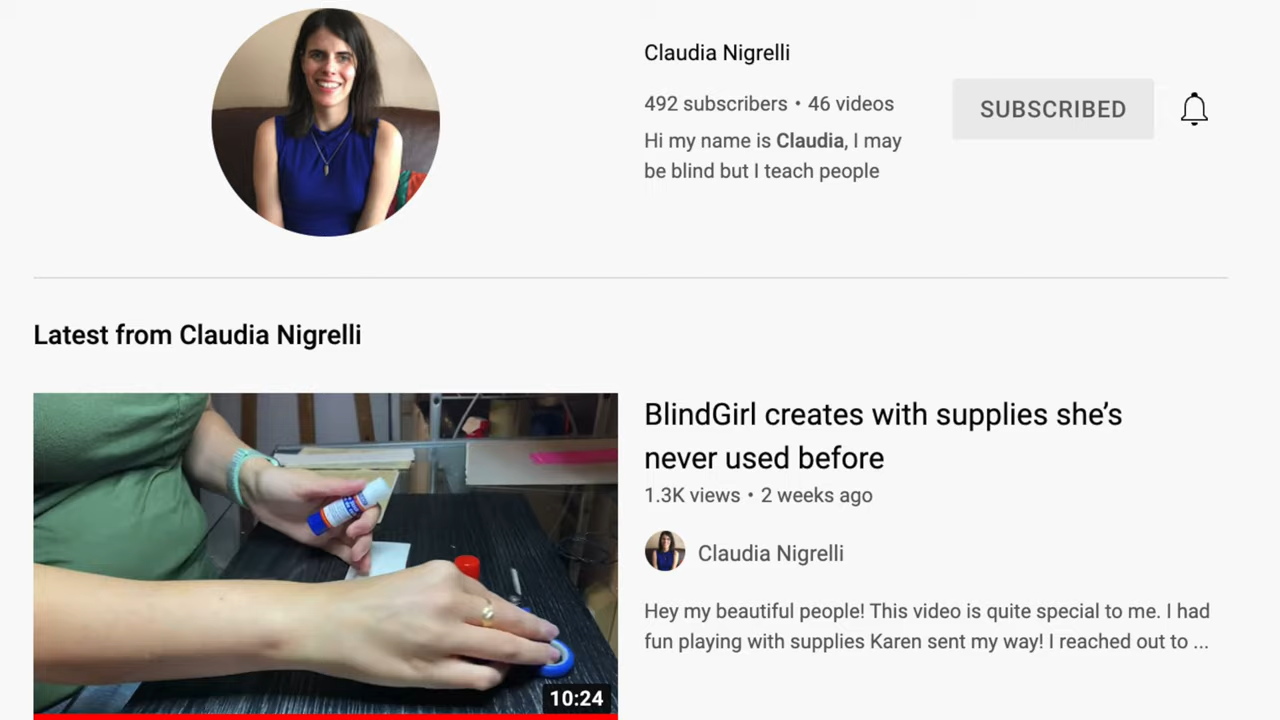 Claudia Nigrelli
492 subscribers • 46 videos
SUBSCRIBED
Hi my name is Claudia, I may
be blind but I teach people
Latest from Claudia Nigrelli
BlindGirl creates with supplies she’s
never used before
1.3K views • 2 weeks ago
Claudia Nigrelli
Hey my beautiful people! This video is quite special to me. I had
fun playing with supplies Karen sent my way! I reached out to ...
10:24